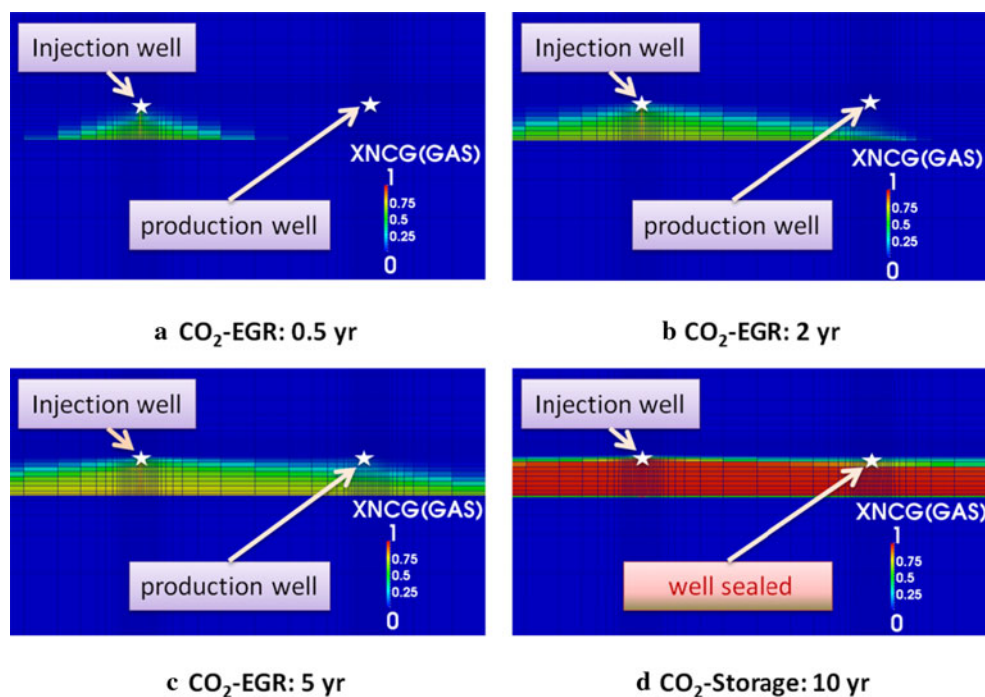 Injection well
XNCG(GAS)
1
0.75
0.5
0.25
0
production well
a CO₂-EGR: 0.5 yr
Injection well
XNCG(GAS)
1
0.75
0.5
0.25
0
production well
b CO₂-EGR: 2 yr
Injection well
XNCG(GAS)
1
0.75
0.5
0.25
0
production well
c CO₂-EGR: 5 yr
Injection well
XNCG(GAS)
1
0.75
0.5
0.25
0
well sealed
d CO₂-Storage: 10 yr